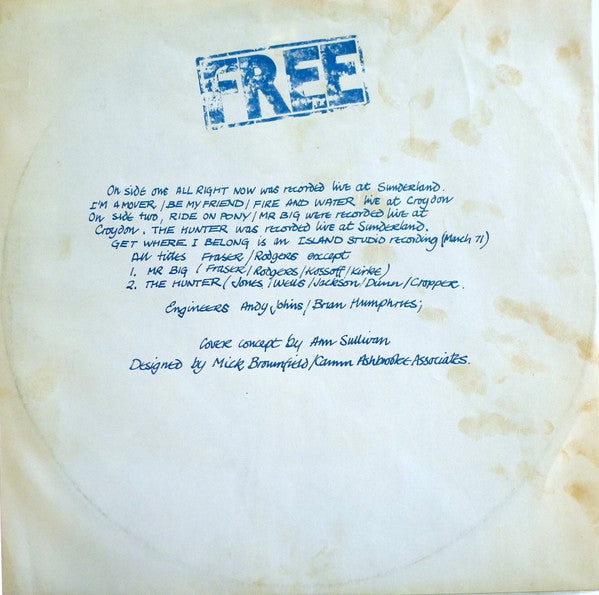 FREE
On side one ALL RIGHT NOW was recorded live at Sunderland.
I'M A MOVER / BE MY FRIEND / FIRE AND WATER live at Croydon
On side two, RIDE ON PONY / MR BIG were recorded live at
Croydon. THE HUNTER was recorded live at Sunderland.
GET WHERE I BELONG is an ISLAND STUDIO recording (March 71)
All titles Fraser / Rodgers except
1. MR BIG (Fraser / Rodgers / Kossoff / Kirke)
2. THE HUNTER (Jones / Wells / Jackson / Dunn / Cropper.
Engineers Andy Johns / Brian Humphries;
Cover concept by Ann Sullivan
Designed by Mick Brownfield / Camm Ashbrooke Associates.